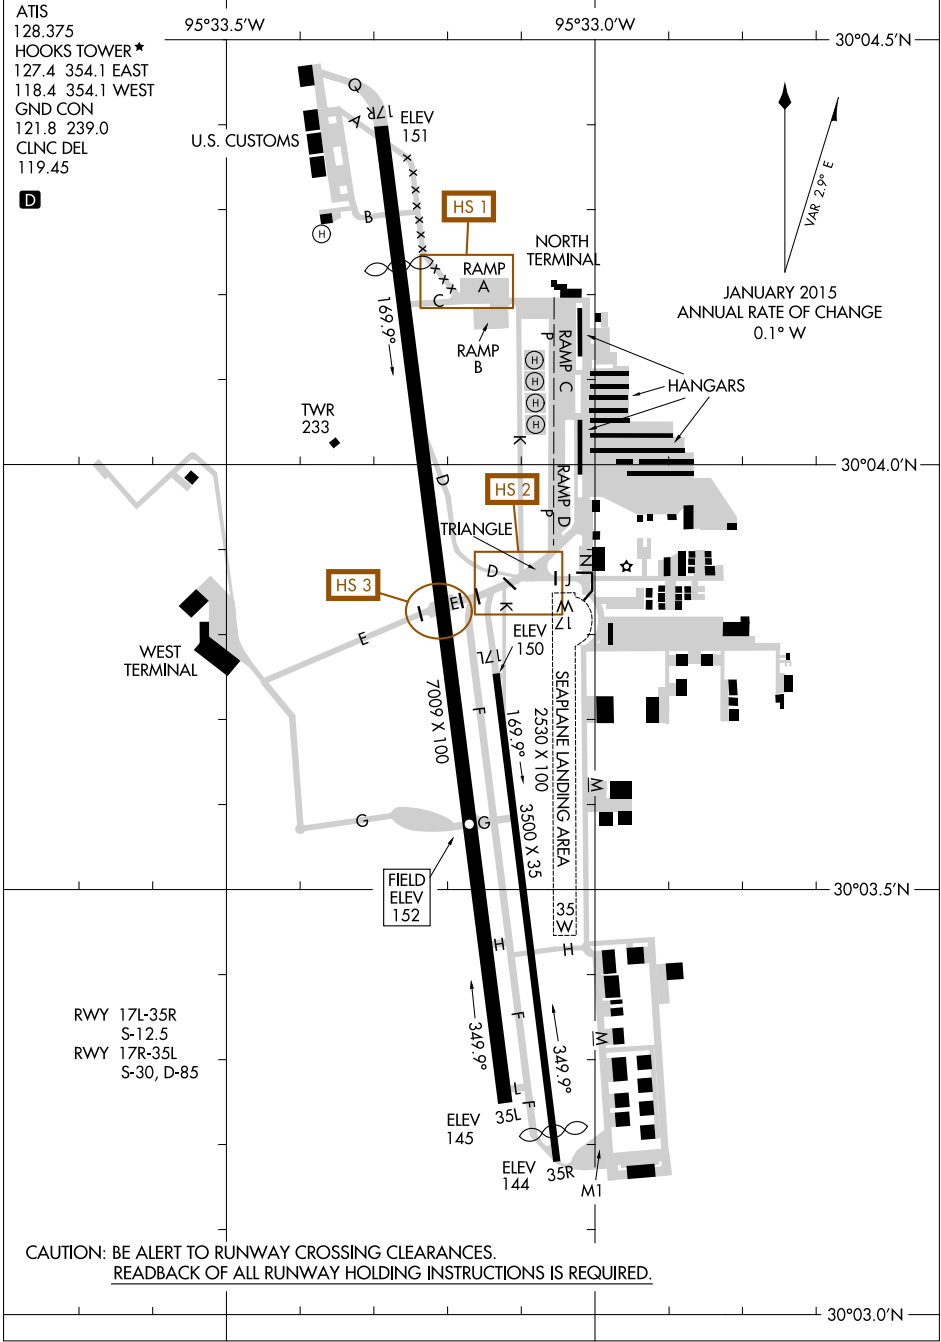 ATIS
128.375
HOOKS TOWER★
127.4 354.1 EAST
118.4 354.1 WEST
GND CON
121.8 239.0
CLNC DEL
119.45
D
95°33.5'W
95°33.0'W
30°04.5'N
Q
A
17R
ELEV
151
U.S. CUSTOMS
VAR 2.9° E
B
H
HS 1
NORTH
TERMINAL
RAMP
A
C
JANUARY 2015
ANNUAL RATE OF CHANGE
0.1° W
169.9°
RAMP
B
P
RAMP C
H
H
H
H
HANGARS
TWR
233
K
30°04.0'N
D
HS 2
RAMP D
P
TRIANGLE
N
D
J
HS 3
E
K
17
W
E
ELEV
150
WEST
TERMINAL
17L
7009 X 100
F
169.9°
2530 X 100
SEAPLANE LANDING AREA
M
G
G
3500 X 35
FIELD
ELEV
152
30°03.5'N
35
W
H
H
RWY 17L-35R
S-12.5
RWY 17R-35L
S-30, D-85
349.9°
F
349.9°
M
L
F
ELEV
145
35L
ELEV
144
35R
M1
CAUTION: BE ALERT TO RUNWAY CROSSING CLEARANCES.
READBACK OF ALL RUNWAY HOLDING INSTRUCTIONS IS REQUIRED.
30°03.0'N